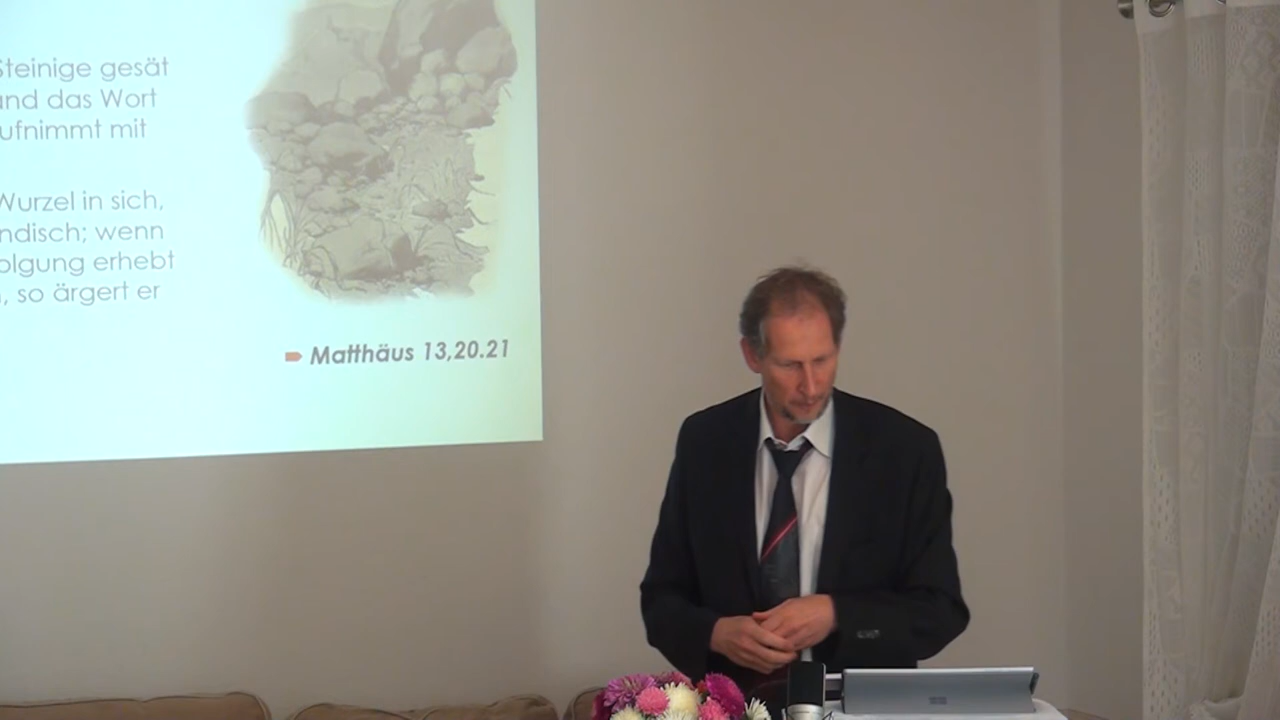 Steinige gesät
und das Wort
ufnimmt mit
Wurzel in sich,
ndisch; wenn
olgung erhebt
, so ärgert er
Matthäus 13,20.21